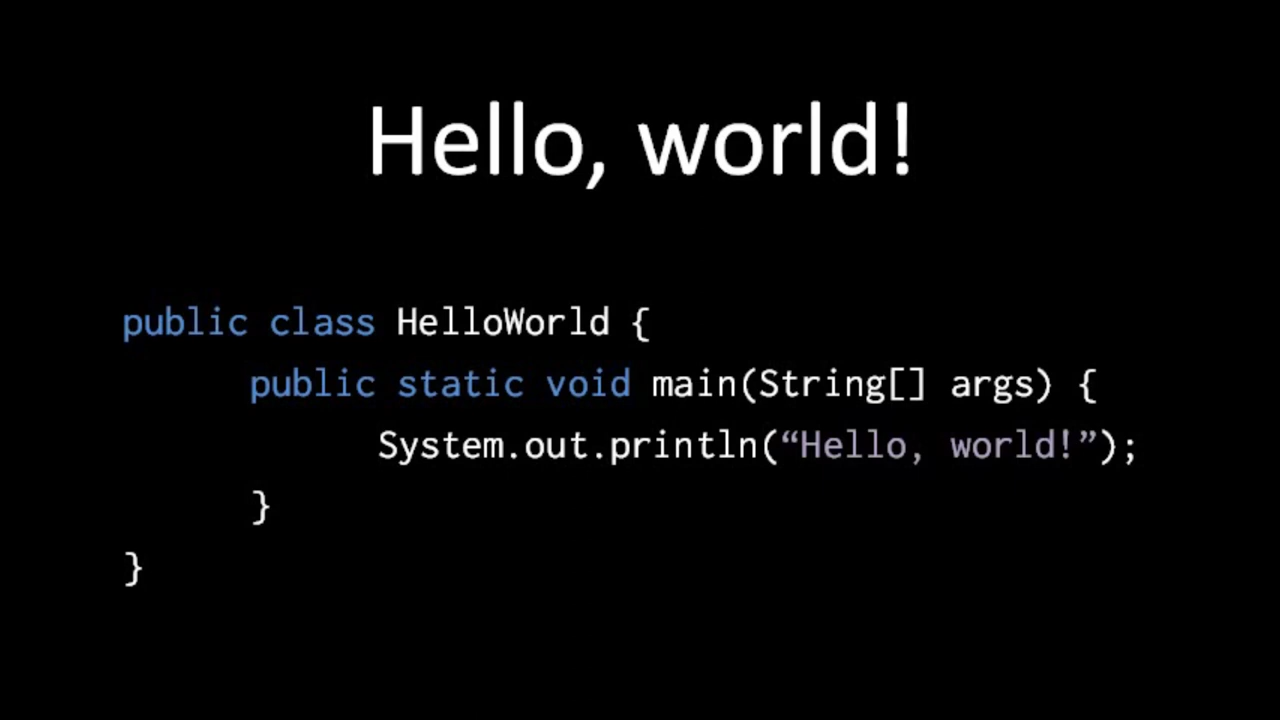 Hello, world!
public class HelloWorld {
public static void main(String[] args) {
System.out.println(“Hello, world!”);
}
}